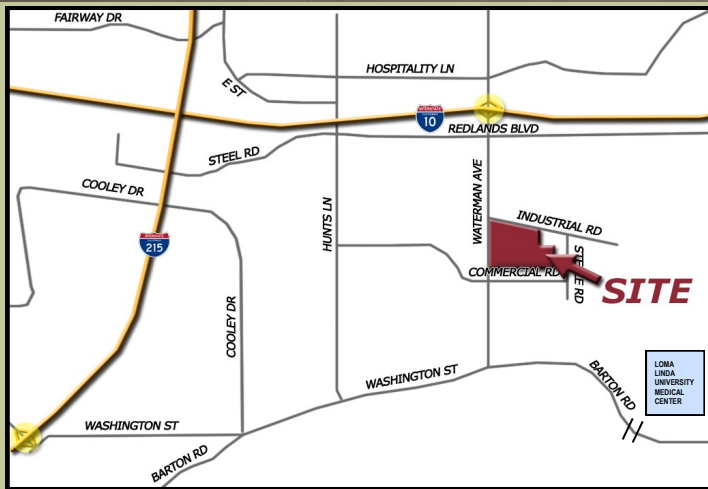 FAIRWAY DR
HOSPITALITY LN
E ST
INTERSTATE
CALIFORNIA
10
REDLANDS BLVD
STEEL RD
COOLEY DR
WATERMAN AVE
HUNTS LN
INDUSTRIAL RD
INTERSTATE
CALIFORNIA
215
COMMERCIAL RD
SITE
COOLEY DR
LOMA
LINDA
UNIVERSITY
MEDICAL
CENTER
WASHINGTON ST
BARTON RD
WASHINGTON ST
BARTON RD